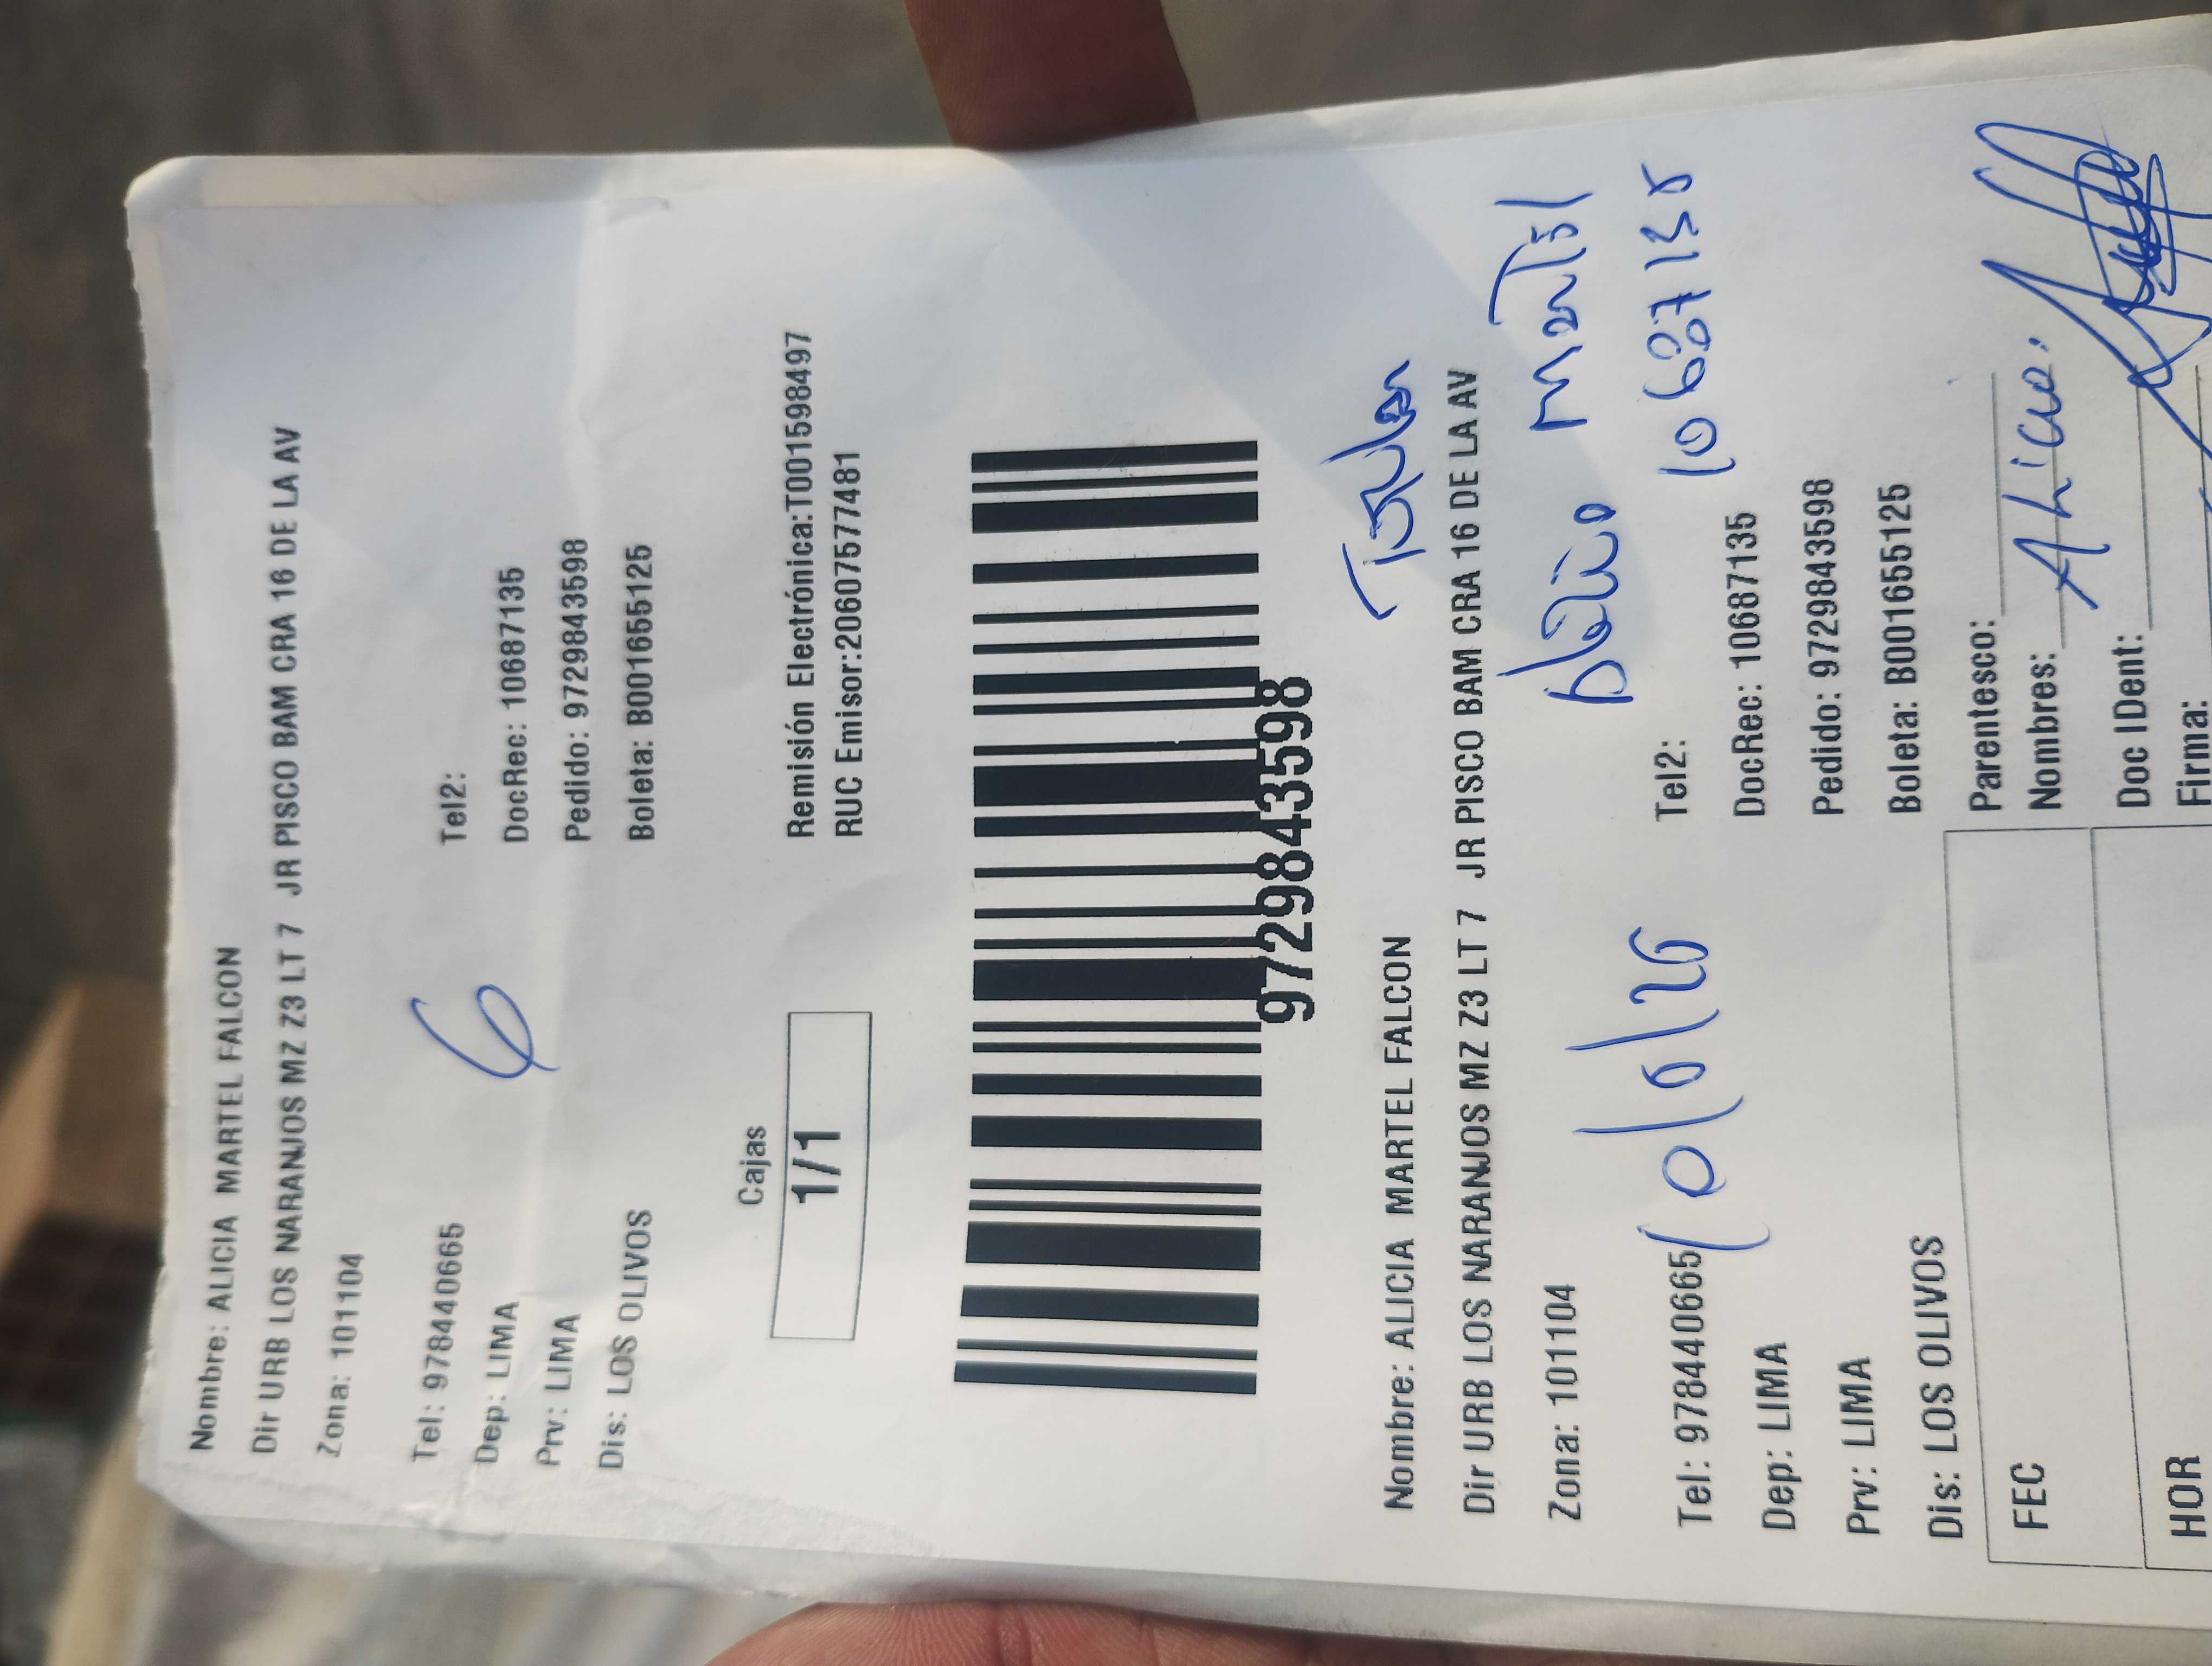 Nombre: ALICIA MARTEL FALCON
Dir URB LOS NARANJOS MZ Z3 LT 7 JR PISCO BAM CRA 16 DE LA AV
Zona: 101104
Tel: 978440665 Tel2:
6
Dep: LIMA DocRec: 10687135
Prv: LIMA Pedido: 9729843598
Dis: LOS OLIVOS Boleta: B001655125
Cajas
1/1
Remisión Electrónica:T001598497
RUC Emisor:20607577481
9729843598
Nombre: ALICIA MARTEL FALCON
Dir URB LOS NARANJOS MZ Z3 LT 7 JR PISCO BAM CRA 16 DE LA AV
Zona: 101104
Martel
Tel: 978440665 Tel2: 10687135
Dep: LIMA DocRec: 10687135
Prv: LIMA Pedido: 9729843598
Dis: LOS OLIVOS Boleta: B001655125
FEC
Parentesco:
Nombres: Alicia
HOR
Doc IDent:
Firma: